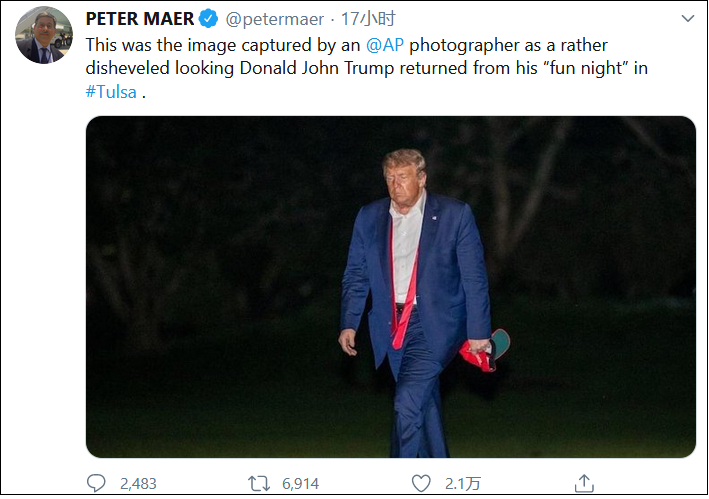 PETER MAER @petermaer · 17小时
This was the image captured by an @AP photographer as a rather
disheveled looking Donald John Trump returned from his “fun night” in
#Tulsa .
2,483 6,914 2.1万